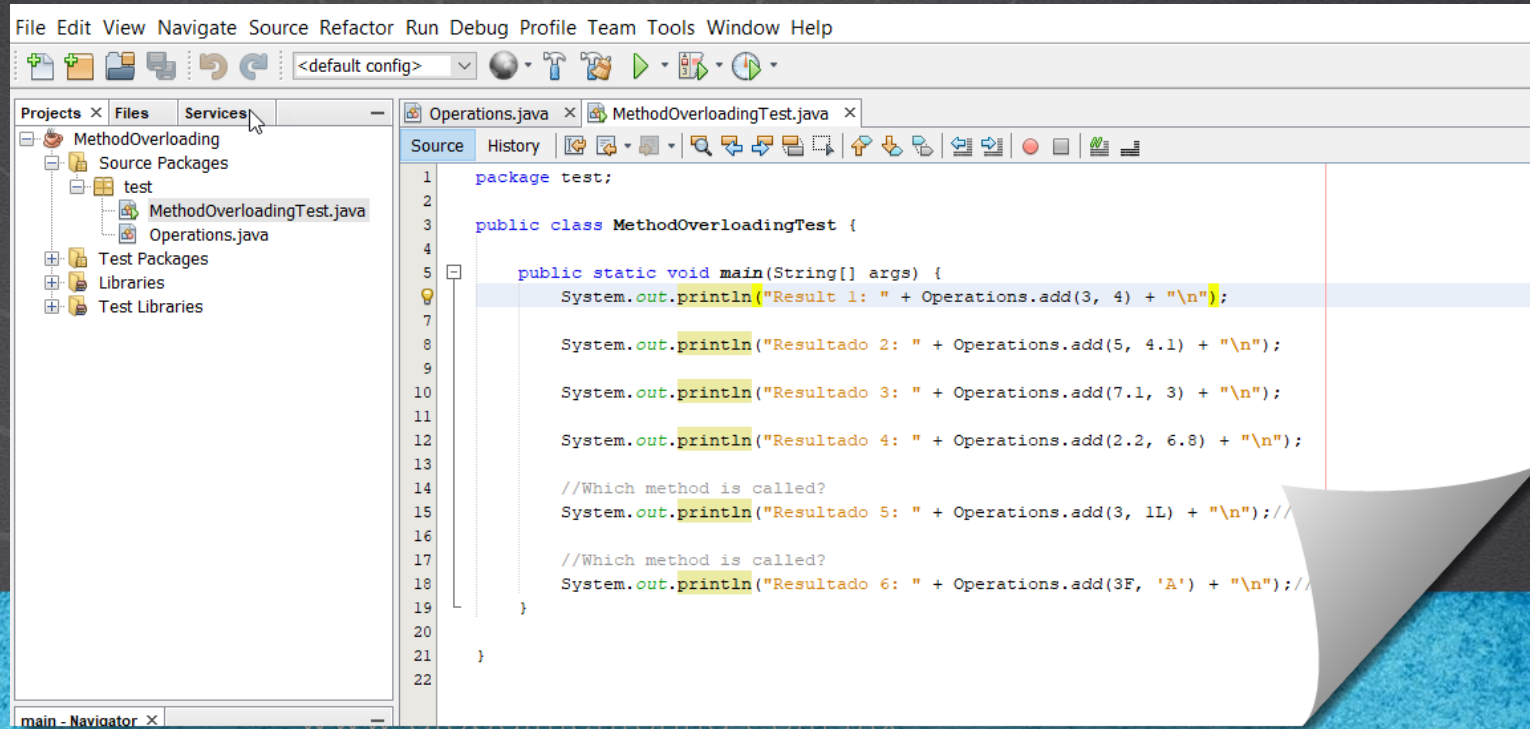 File Edit View Navigate Source Refactor Run Debug Profile Team Tools Window Help
<default config>
Projects Files Services
MethodOverloading
Source Packages
test
MethodOverloadingTest.java
Operations.java
Test Packages
Libraries
Test Libraries
main - Navigator
Operations.java MethodOverloadingTest.java
Source History
1 package test;
2
3 public class MethodOverloadingTest {
4
5 public static void main(String[] args) {
System.out.println("Result 1: " + Operations.add(3, 4) + "\n");
7
8 System.out.println("Resultado 2: " + Operations.add(5, 4.1) + "\n");
9
10 System.out.println("Resultado 3: " + Operations.add(7.1, 3) + "\n");
11
12 System.out.println("Resultado 4: " + Operations.add(2.2, 6.8) + "\n");
13
14 //Which method is called?
15 System.out.println("Resultado 5: " + Operations.add(3, 1L) + "\n");//
16
17 //Which method is called?
18 System.out.println("Resultado 6: " + Operations.add(3F, 'A') + "\n");//
19 }
20
21 }
22